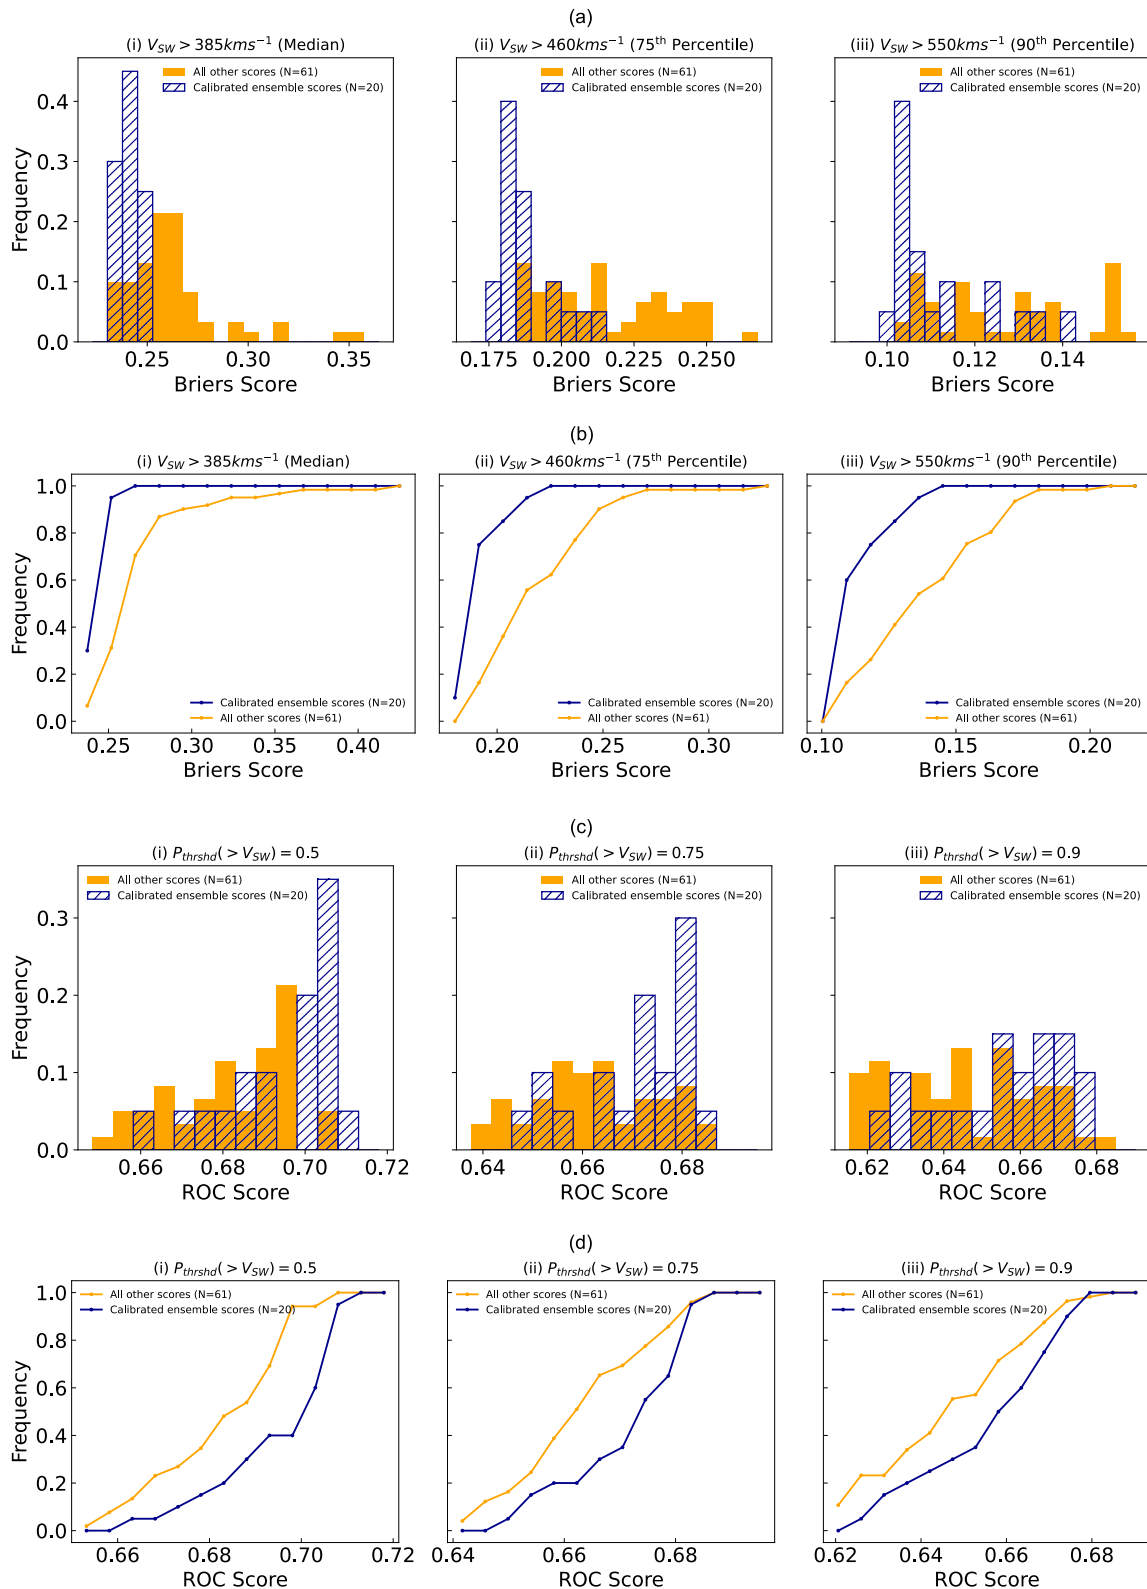 (a)
(i) V_SW > 385kms⁻¹ (Median)
(ii) V_SW > 460kms⁻¹ (75th Percentile)
(iii) V_SW > 550kms⁻¹ (90th Percentile)
All other scores (N=61)
Calibrated ensemble scores (N=20)
All other scores (N=61)
Calibrated ensemble scores (N=20)
All other scores (N=61)
Calibrated ensemble scores (N=20)
Frequency
0.4
0.3
0.2
0.1
0.0
0.25 0.30 0.35
0.175 0.200 0.225 0.250
0.10 0.12 0.14
Briers Score
Briers Score
Briers Score
(b)
(i) V_SW > 385kms⁻¹ (Median)
(ii) V_SW > 460kms⁻¹ (75th Percentile)
(iii) V_SW > 550kms⁻¹ (90th Percentile)
Frequency
1.0
0.8
0.6
0.4
0.2
0.0
Calibrated ensemble scores (N=20)
All other scores (N=61)
Calibrated ensemble scores (N=20)
All other scores (N=61)
Calibrated ensemble scores (N=20)
All other scores (N=61)
0.25 0.30 0.35 0.40
0.20 0.25 0.30
0.10 0.15 0.20
Briers Score
Briers Score
Briers Score
(c)
(i) P_thrshd(> V_SW) = 0.5
(ii) P_thrshd(> V_SW) = 0.75
(iii) P_thrshd(> V_SW) = 0.9
All other scores (N=61)
Calibrated ensemble scores (N=20)
All other scores (N=61)
Calibrated ensemble scores (N=20)
All other scores (N=61)
Calibrated ensemble scores (N=20)
Frequency
0.3
0.2
0.1
0.0
0.66 0.68 0.70 0.72
0.64 0.66 0.68
0.62 0.64 0.66 0.68
ROC Score
ROC Score
ROC Score
(d)
(i) P_thrshd(> V_SW) = 0.5
(ii) P_thrshd(> V_SW) = 0.75
(iii) P_thrshd(> V_SW) = 0.9
All other scores (N=61)
Calibrated ensemble scores (N=20)
All other scores (N=61)
Calibrated ensemble scores (N=20)
All other scores (N=61)
Calibrated ensemble scores (N=20)
Frequency
1.0
0.8
0.6
0.4
0.2
0.0
0.66 0.68 0.70 0.72
0.64 0.66 0.68
0.62 0.64 0.66 0.68
ROC Score
ROC Score
ROC Score